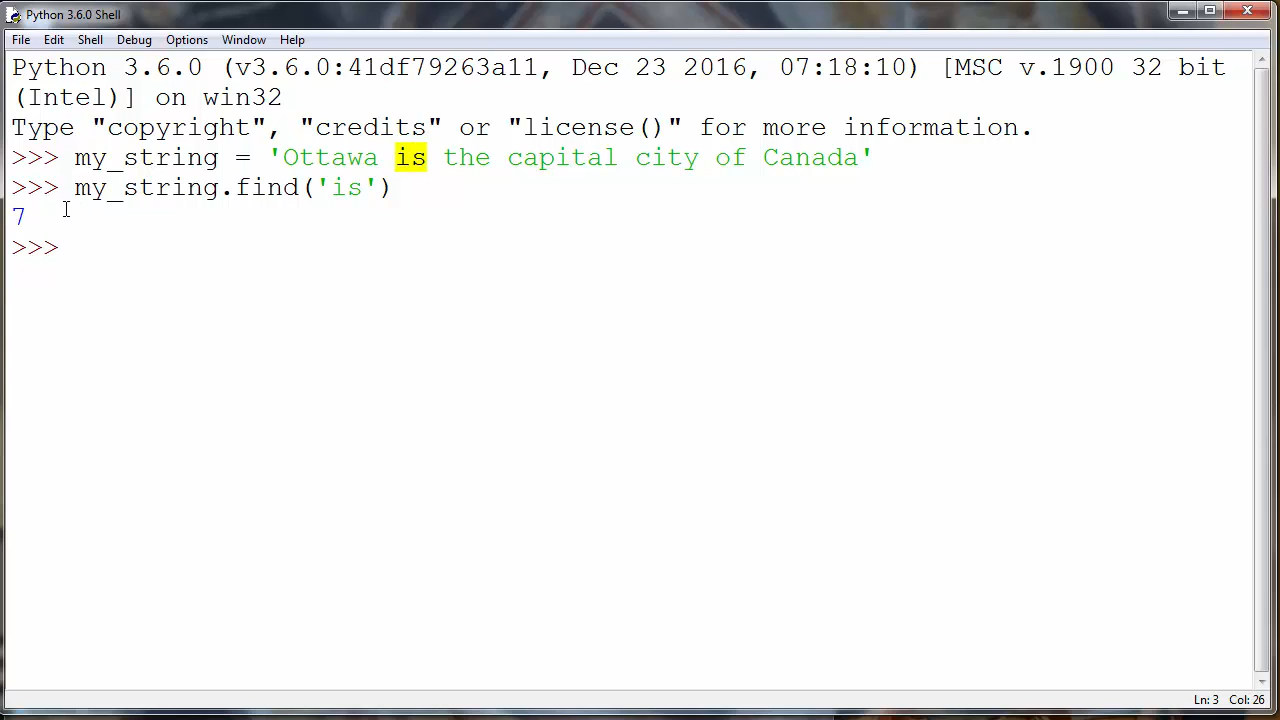 Python 3.6.0 Shell
File Edit Shell Debug Options Window Help
Python 3.6.0 (v3.6.0:41df79263a11, Dec 23 2016, 07:18:10) [MSC v.1900 32 bit
(Intel)] on win32
Type "copyright", "credits" or "license()" for more information.
>>> my_string = 'Ottawa is the capital city of Canada'
>>> my_string.find('is')
7
>>>
Ln: 3 Col: 26